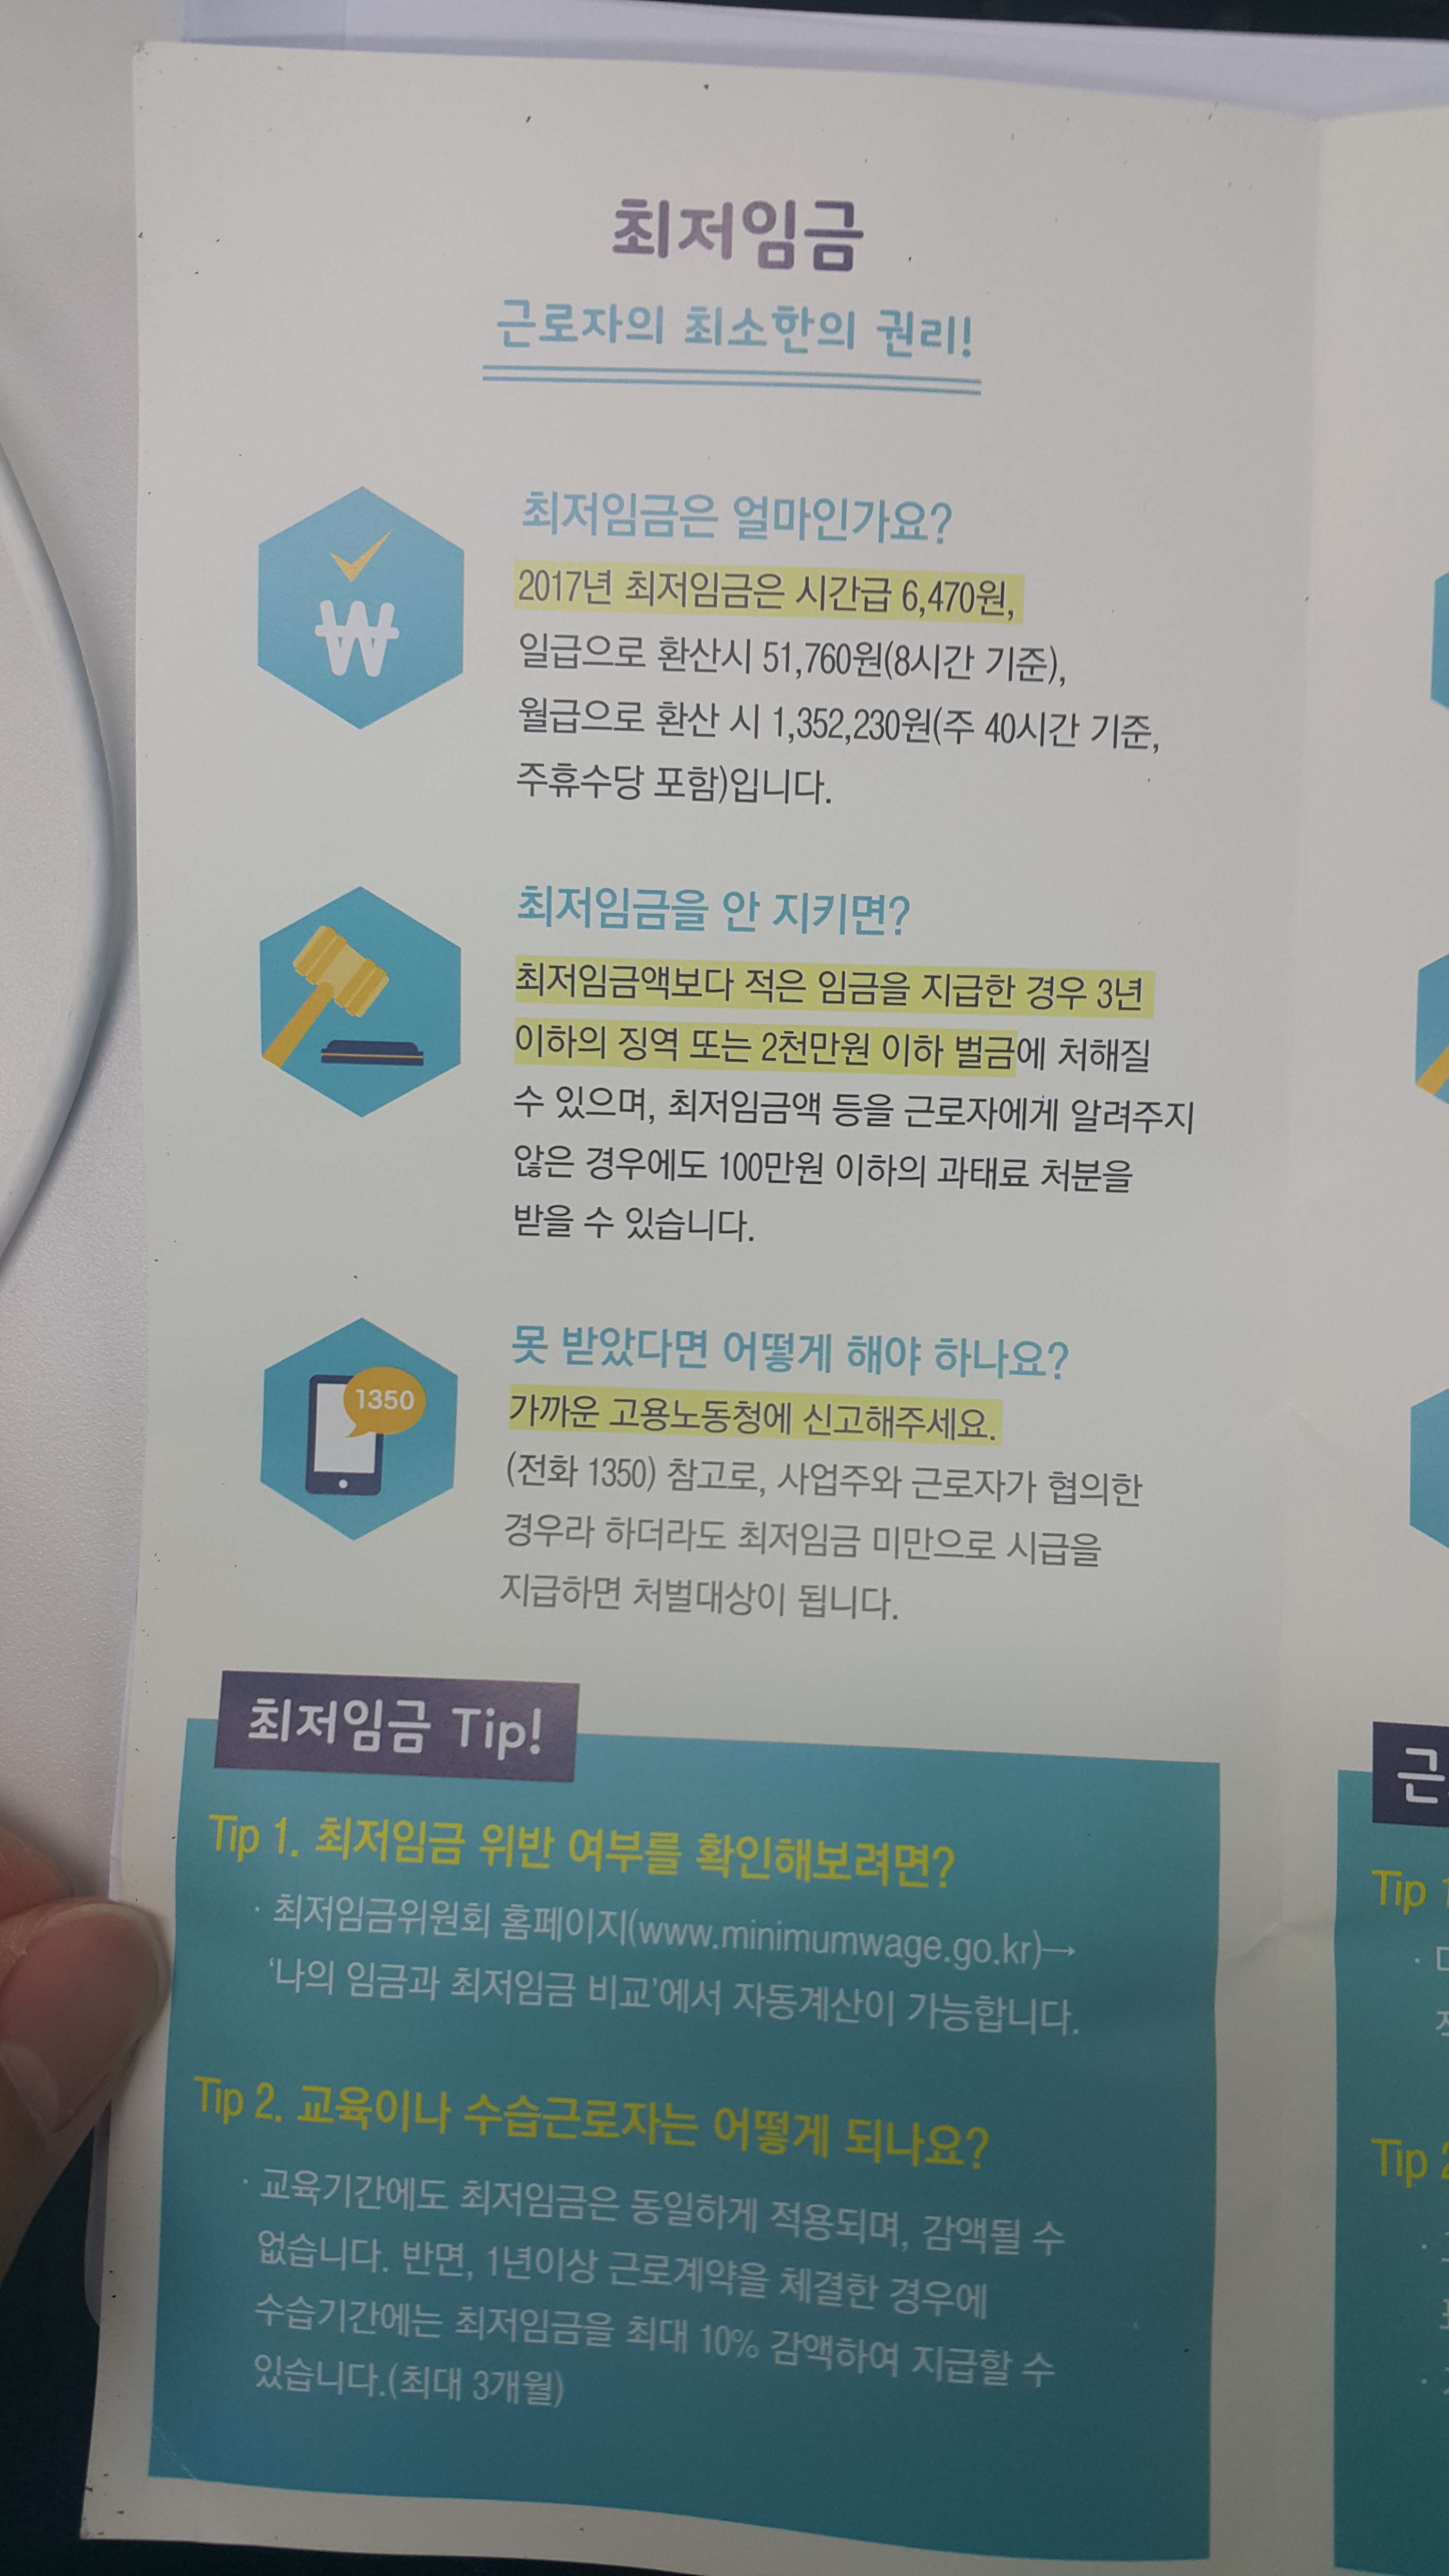 최저임금
근로자의 최소한의 권리!
최저임금은 얼마인가요?
2017년 최저임금은 시간급 6,470원,
일급으로 환산시 51,760원(8시간 기준),
월급으로 환산 시 1,352,230원(주 40시간 기준,
주휴수당 포함)입니다.
최저임금을 안 지키면?
최저임금액보다 적은 임금을 지급한 경우 3년
이하의 징역 또는 2천만원 이하 벌금에 처해질
수 있으며, 최저임금액 등을 근로자에게 알려주지
않은 경우에도 100만원 이하의 과태료 처분을
받을 수 있습니다.
1350
못 받았다면 어떻게 해야 하나요?
가까운 고용노동청에 신고해주세요.
(전화 1350) 참고로, 사업주와 근로자가 협의한
경우라 하더라도 최저임금 미만으로 시급을
지급하면 처벌대상이 됩니다.
최저임금 Tip!
Tip 1. 최저임금 위반 여부를 확인해보려면?
· 최저임금위원회 홈페이지(www.minimumwage.go.kr)→
'나의 임금과 최저임금 비교'에서 자동계산이 가능합니다.
Tip 2. 교육이나 수습근로자는 어떻게 되나요?
· 교육기간에도 최저임금은 동일하게 적용되며, 감액될 수
없습니다. 반면, 1년이상 근로계약을 체결한 경우에
수습기간에는 최저임금을 최대 10% 감액하여 지급할 수
있습니다.(최대 3개월)
근
Tip
Tip